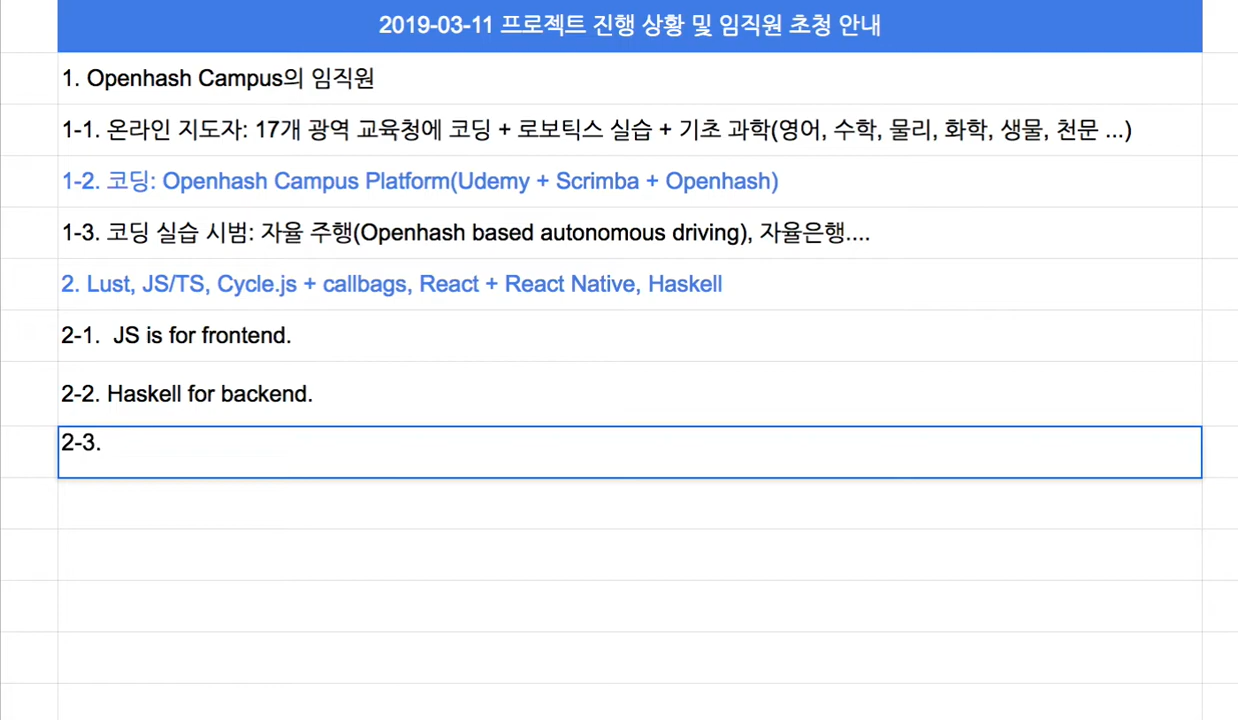 2019-03-11 프로젝트 진행 상황 및 임직원 초청 안내
1. Openhash Campus의 임직원
1-1. 온라인 지도자: 17개 광역 교육청에 코딩 + 로보틱스 실습 + 기초 과학(영어, 수학, 물리, 화학, 생물, 천문 ...)
1-2. 코딩: Openhash Campus Platform(Udemy + Scrimba + Openhash)
1-3. 코딩 실습 시범: 자율 주행(Openhash based autonomous driving), 자율은행....
2. Lust, JS/TS, Cycle.js + callbags, React + React Native, Haskell
2-1.  JS is for frontend.
2-2. Haskell for backend.
2-3.